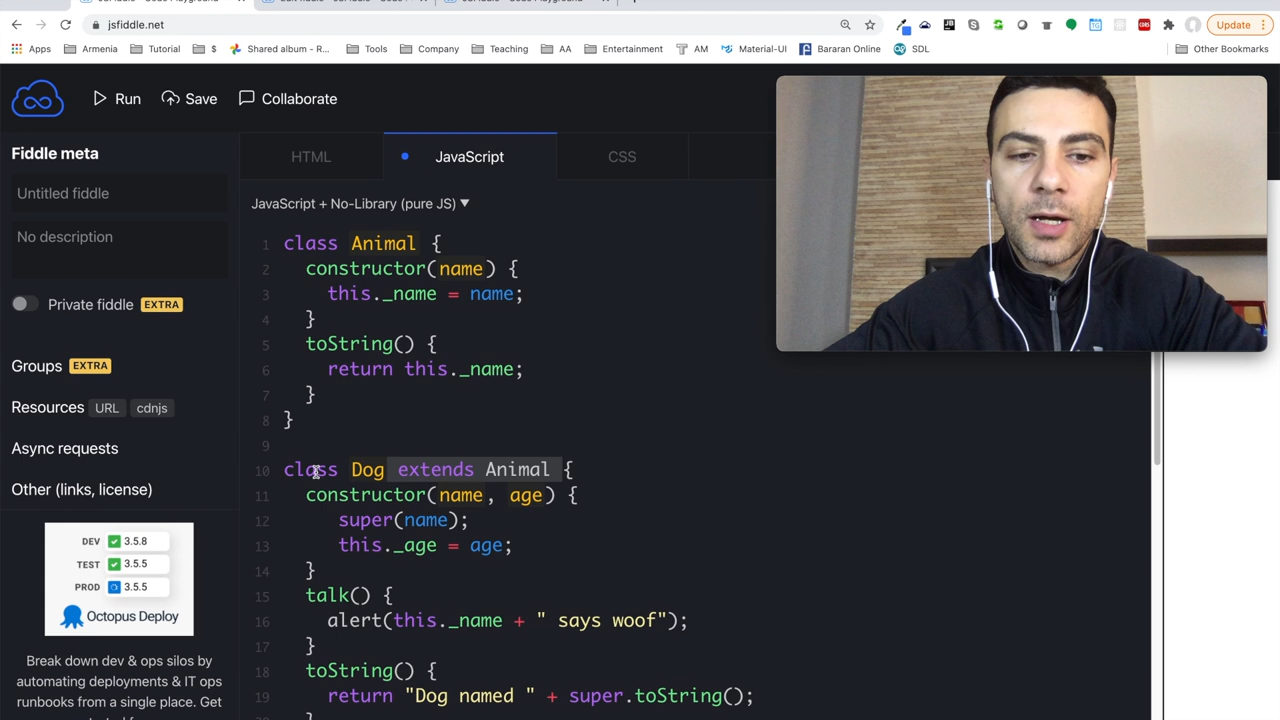 jsfiddle.net
Update
Apps
Armenia
Tutorial
$
Shared album - R...
Tools
Company
Teaching
AA
Entertainment
AM
Material-UI
Bararan Online
SDL
Other Bookmarks
Run
Save
Collaborate
Fiddle meta
Untitled fiddle
No description
Private fiddle EXTRA
Groups EXTRA
Resources URL cdnjs
Async requests
Other (links, license)
DEV 3.5.8
TEST 3.5.5
PROD 3.5.5
Octopus Deploy
Break down dev & ops silos by
automating deployments & IT ops
runbooks from a single place. Get
HTML
JavaScript
CSS
JavaScript + No-Library (pure JS) ▼
1 class Animal {
2 constructor(name) {
3 this._name = name;
4 }
5 toString() {
6 return this._name;
7 }
8 }
9
10 class Dog extends Animal {
11 constructor(name, age) {
12 super(name);
13 this._age = age;
14 }
15 talk() {
16 alert(this._name + " says woof");
17 }
18 toString() {
19 return "Dog named " + super.toString();